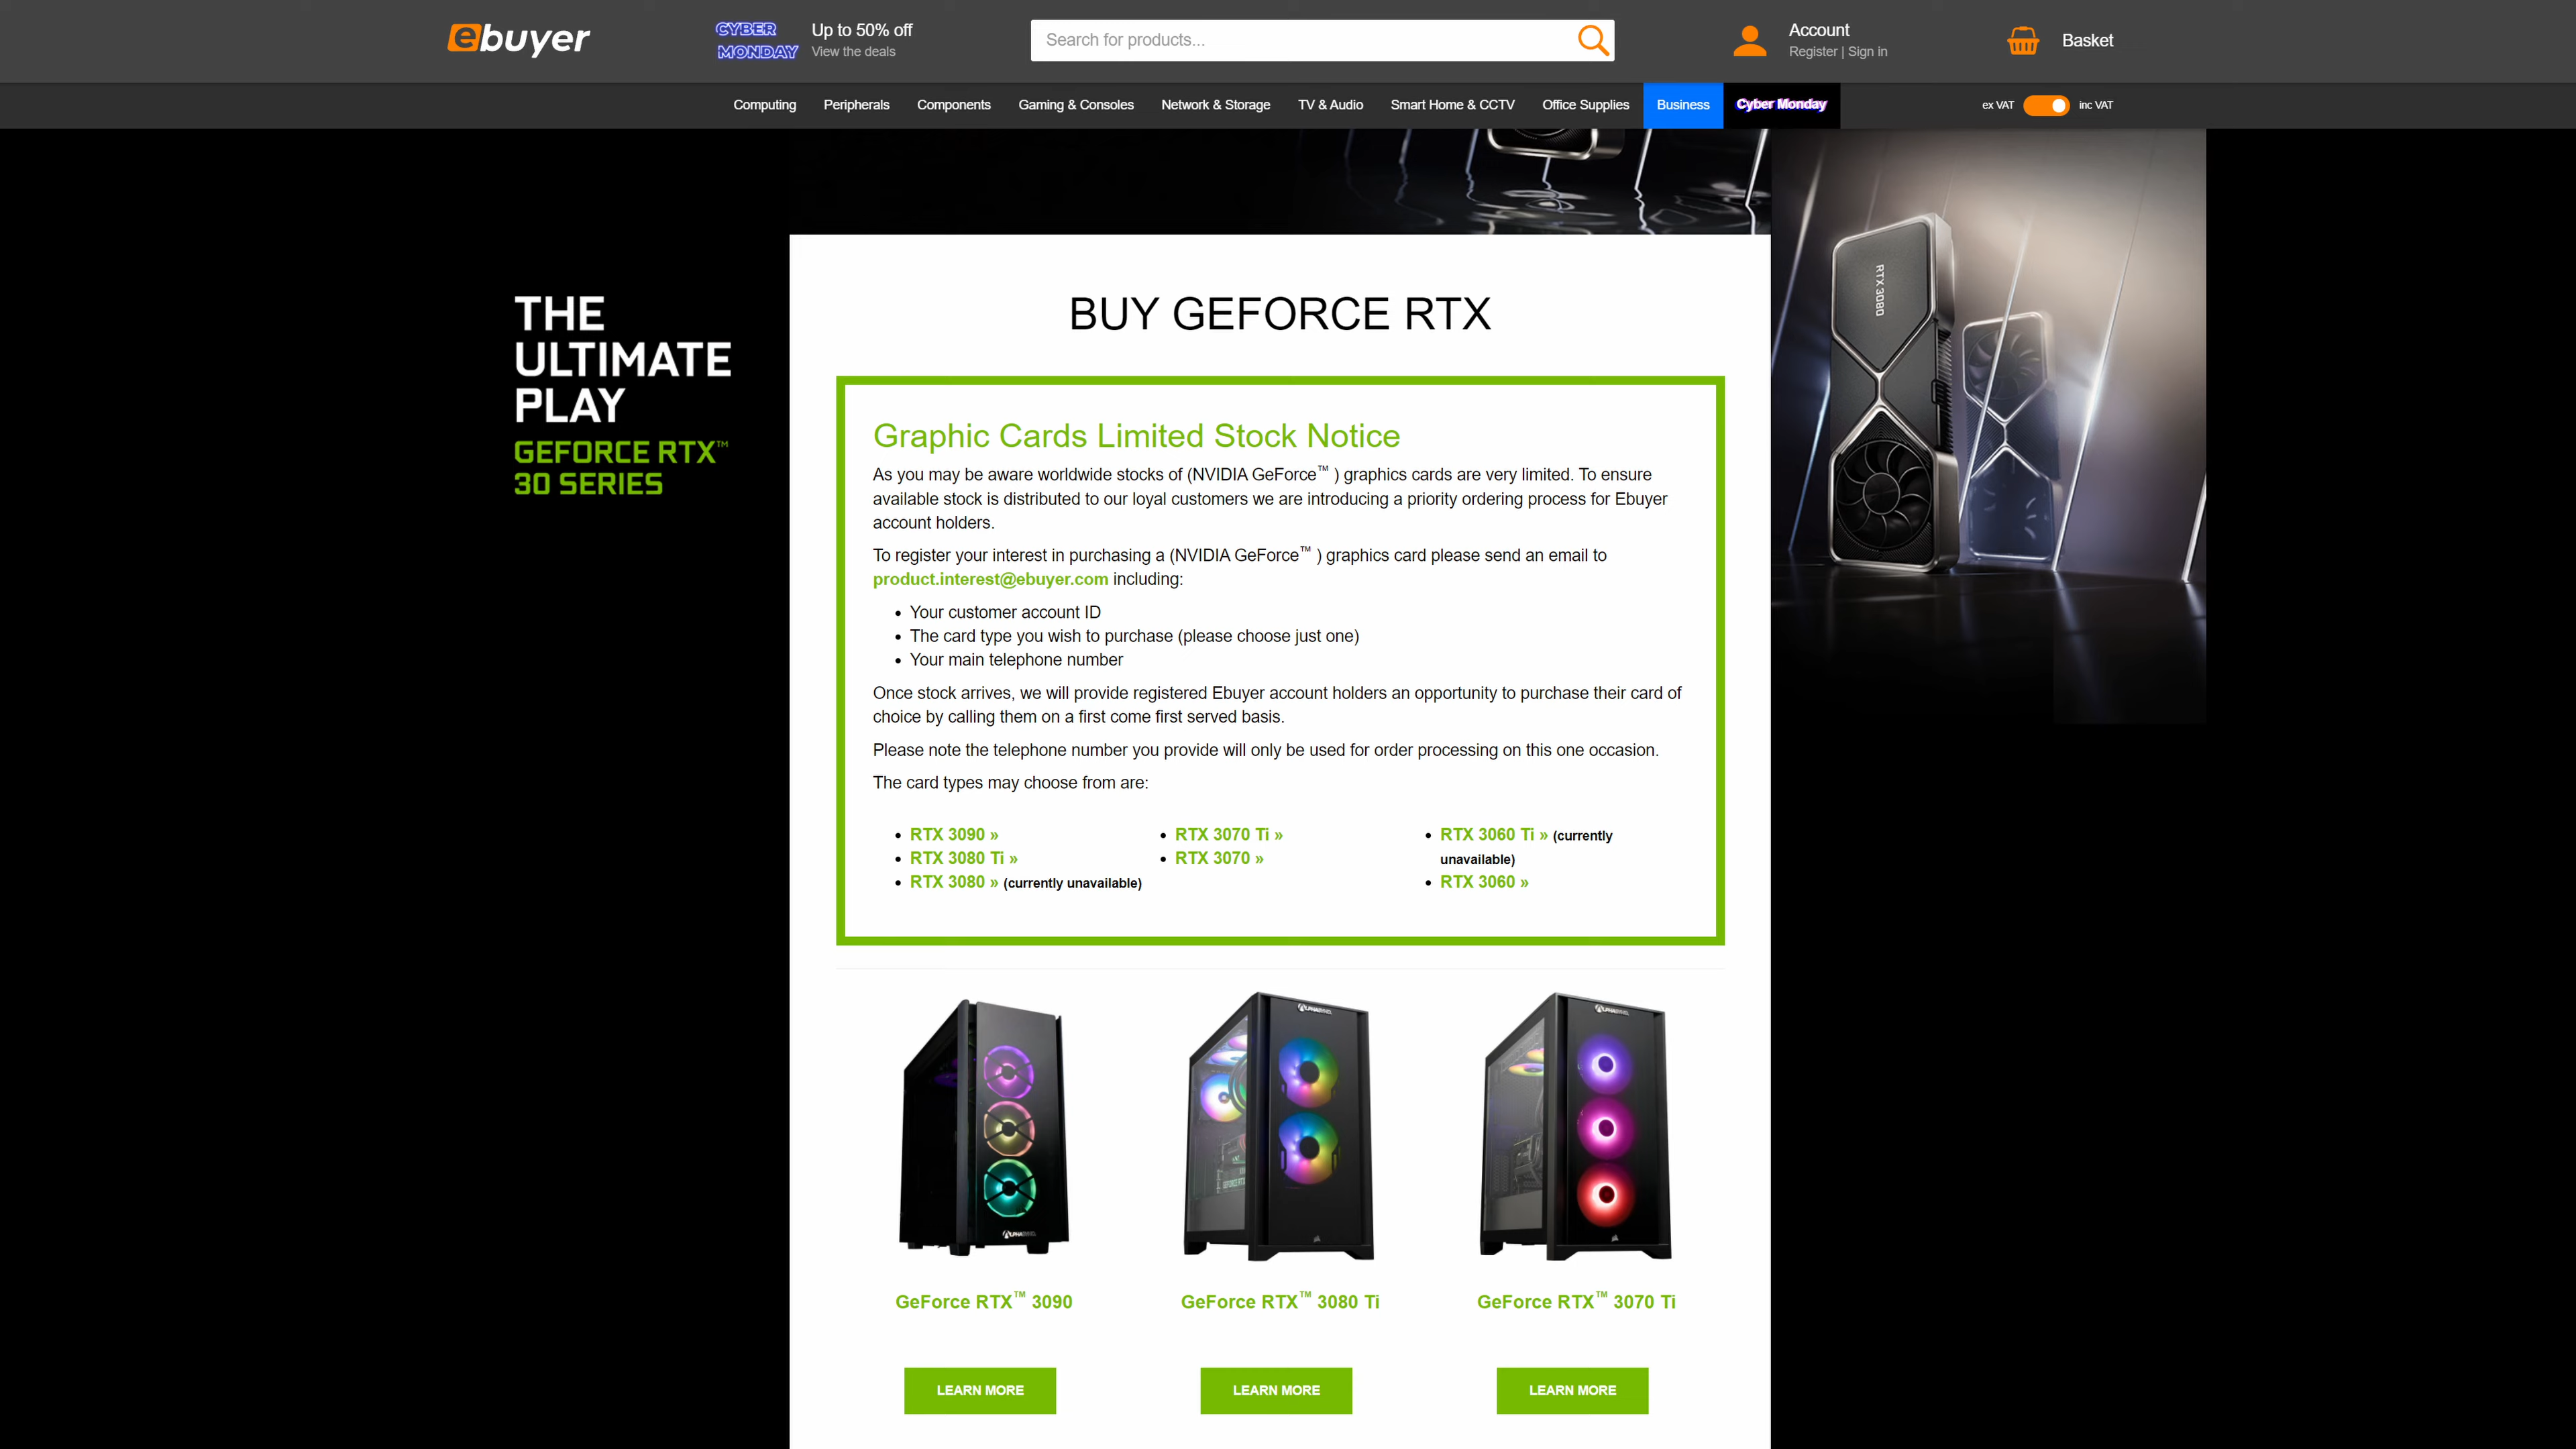 ebuyer
CYBER
MONDAY
Up to 50% off
View the deals
Search for products...
Account
Register | Sign in
Basket
Computing
Peripherals
Components
Gaming & Consoles
Network & Storage
TV & Audio
Smart Home & CCTV
Office Supplies
Business
Cyber Monday
ex VAT
inc VAT
THE
ULTIMATE
PLAY
GEFORCE RTX™
30 SERIES
RTX 3080
BUY GEFORCE RTX
Graphic Cards Limited Stock Notice
As you may be aware worldwide stocks of (NVIDIA GeForce™ ) graphics cards are very limited. To ensure
available stock is distributed to our loyal customers we are introducing a priority ordering process for Ebuyer
account holders.
To register your interest in purchasing a (NVIDIA GeForce™ ) graphics card please send an email to
product.interest@ebuyer.com including:
• Your customer account ID
• The card type you wish to purchase (please choose just one)
• Your main telephone number
Once stock arrives, we will provide registered Ebuyer account holders an opportunity to purchase their card of
choice by calling them on a first come first served basis.
Please note the telephone number you provide will only be used for order processing on this one occasion.
The card types may choose from are:
• RTX 3090 »
• RTX 3080 Ti »
• RTX 3080 » (currently unavailable)
• RTX 3070 Ti »
• RTX 3070 »
• RTX 3060 Ti » (currently
unavailable)
• RTX 3060 »
GeForce RTX™ 3090
GeForce RTX™ 3080 Ti
GeForce RTX™ 3070 Ti
LEARN MORE
LEARN MORE
LEARN MORE